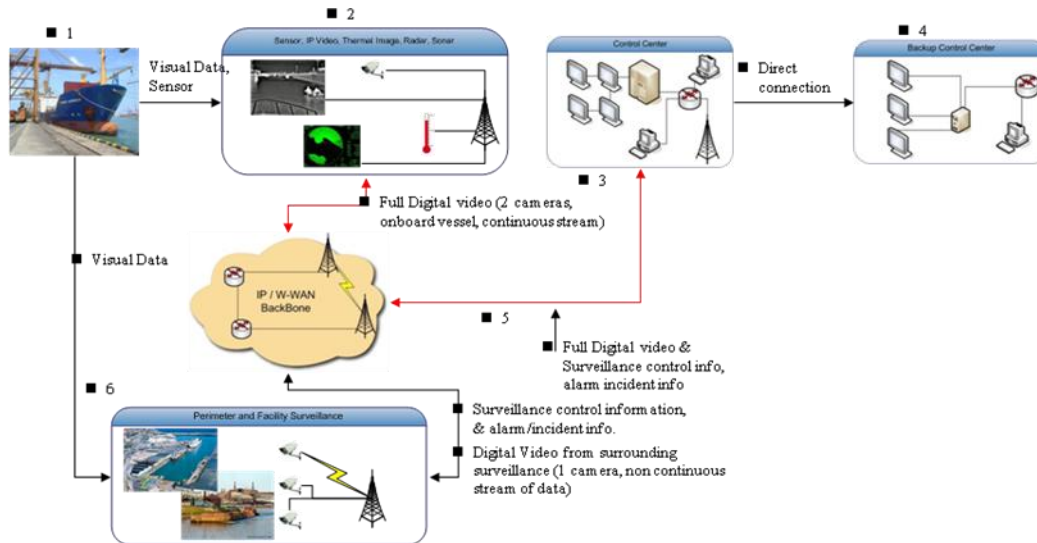 ■ 1
■ 2
Sensor, IP Video, Thermal Image, Radar, Sonar
Visual Data,
Sensor
Control Center
■ 3
■ Direct
connection
■ 4
Backup Control Center
■ Full Digital video (2 cameras,
onboard vessel, continuous stream)
■ Visual Data
IP / W-WAN
BackBone
■ 5
■ Full Digital video &
Surveillance control info,
alarm incident info
■ 6
Perimeter and Facility Surveillance
■ Surveillance control information,
& alarm/incident info.
■ Digital Video from surrounding
surveillance (1 camera, non continuous
stream of data)